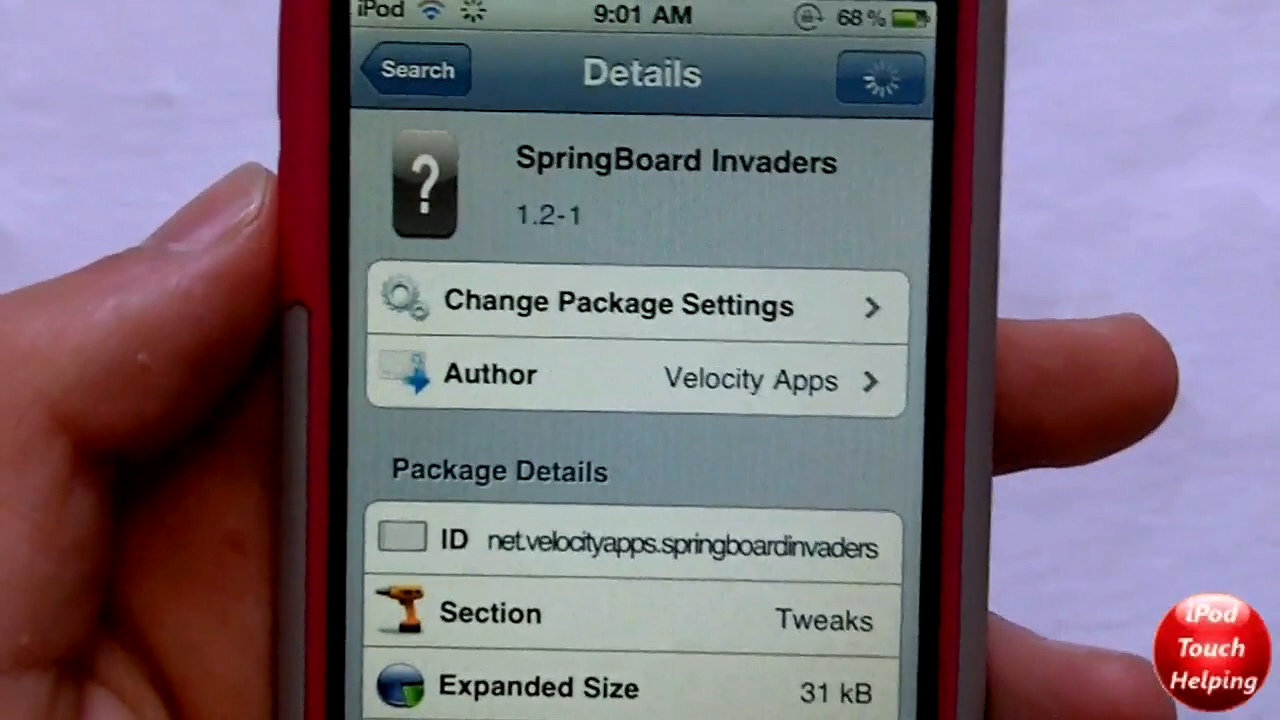 iPod 9:01 AM 68%
Search Details
SpringBoard Invaders
1.2-1
Change Package Settings
Author Velocity Apps
Package Details
ID net.velocityapps.springboardinvaders
Section Tweaks
Expanded Size 31 kB
iPod
Touch
Helping